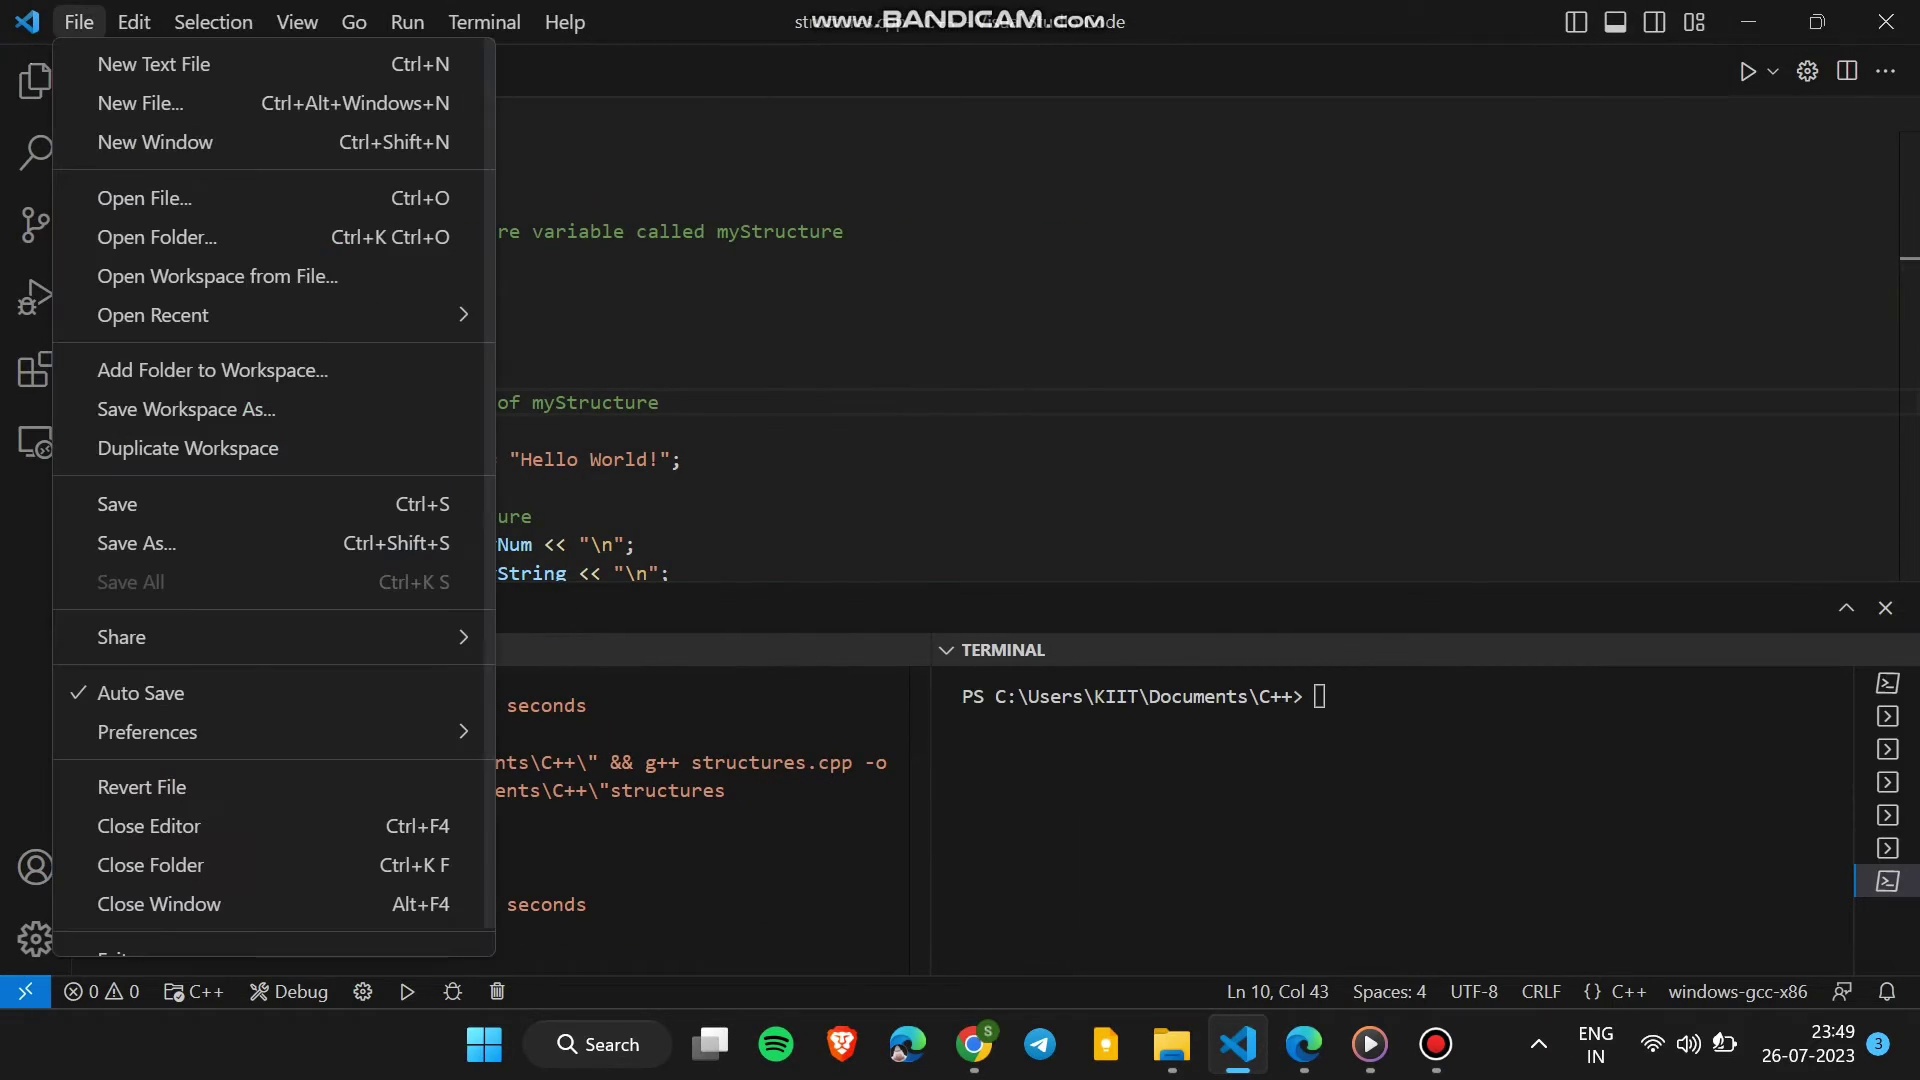 File Edit Selection View Go Run Terminal Help
www.BANDICAM.com
New Text File Ctrl+N
New File... Ctrl+Alt+Windows+N
New Window Ctrl+Shift+N
Open File... Ctrl+O
Open Folder... Ctrl+K Ctrl+O
re variable called myStructure
Open Workspace from File...
Open Recent
Add Folder to Workspace...
Save Workspace As...
of myStructure
Duplicate Workspace
"Hello World!";
Save Ctrl+S
ure
Save As... Ctrl+Shift+S
Num << "\n";
Save All Ctrl+K S
String << "\n";
Share
TERMINAL
Auto Save
PS C:\Users\KIIT\Documents\C++>
seconds
Preferences
nts\C++\" && g++ structures.cpp -o
Revert File
ents\C++\"structures
Close Editor Ctrl+F4
Close Folder Ctrl+K F
Close Window Alt+F4
seconds
0 0 C++ Debug
Ln 10, Col 43 Spaces: 4 UTF-8 CRLF {} C++ windows-gcc-x86
Search
S
ENG
IN
23:49
26-07-2023
3